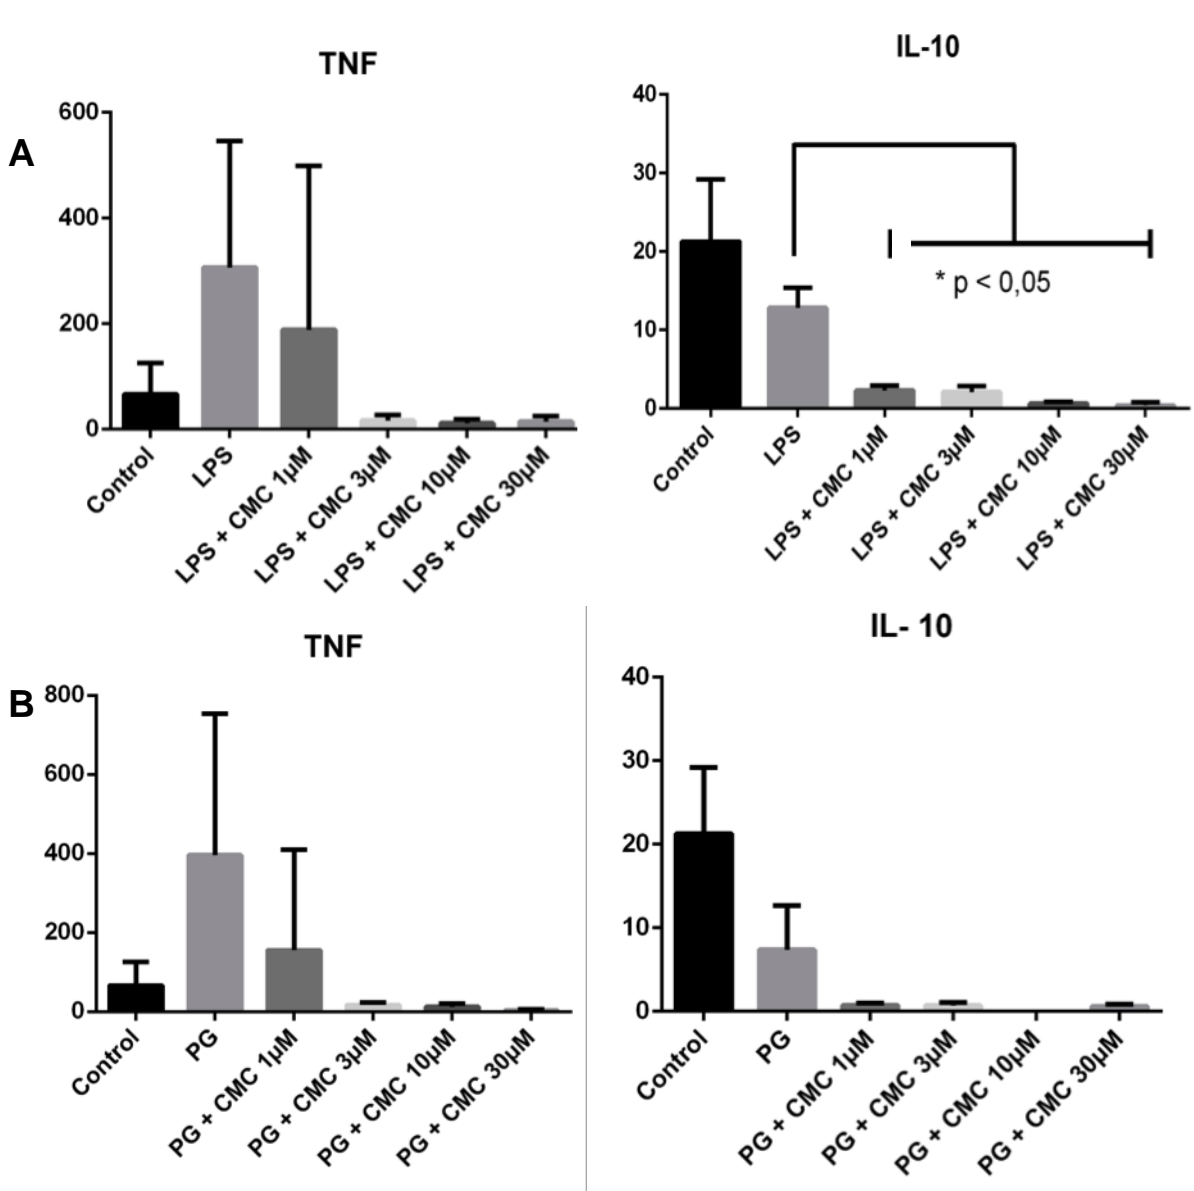 A
TNF
600
400
200
0
Control
LPS
LPS + CMC 1µM
LPS + CMC 3µM
LPS + CMC 10µM
LPS + CMC 30µM
IL-10
40
30
20
10
0
* p < 0,05
Control
LPS
LPS + CMC 1µM
LPS + CMC 3µM
LPS + CMC 10µM
LPS + CMC 30µM
B
TNF
800
600
400
200
0
Control
PG
PG + CMC 1µM
PG + CMC 3µM
PG + CMC 10µM
PG + CMC 30µM
IL- 10
40
30
20
10
0
Control
PG
PG + CMC 1µM
PG + CMC 3µM
PG + CMC 10µM
PG + CMC 30µM